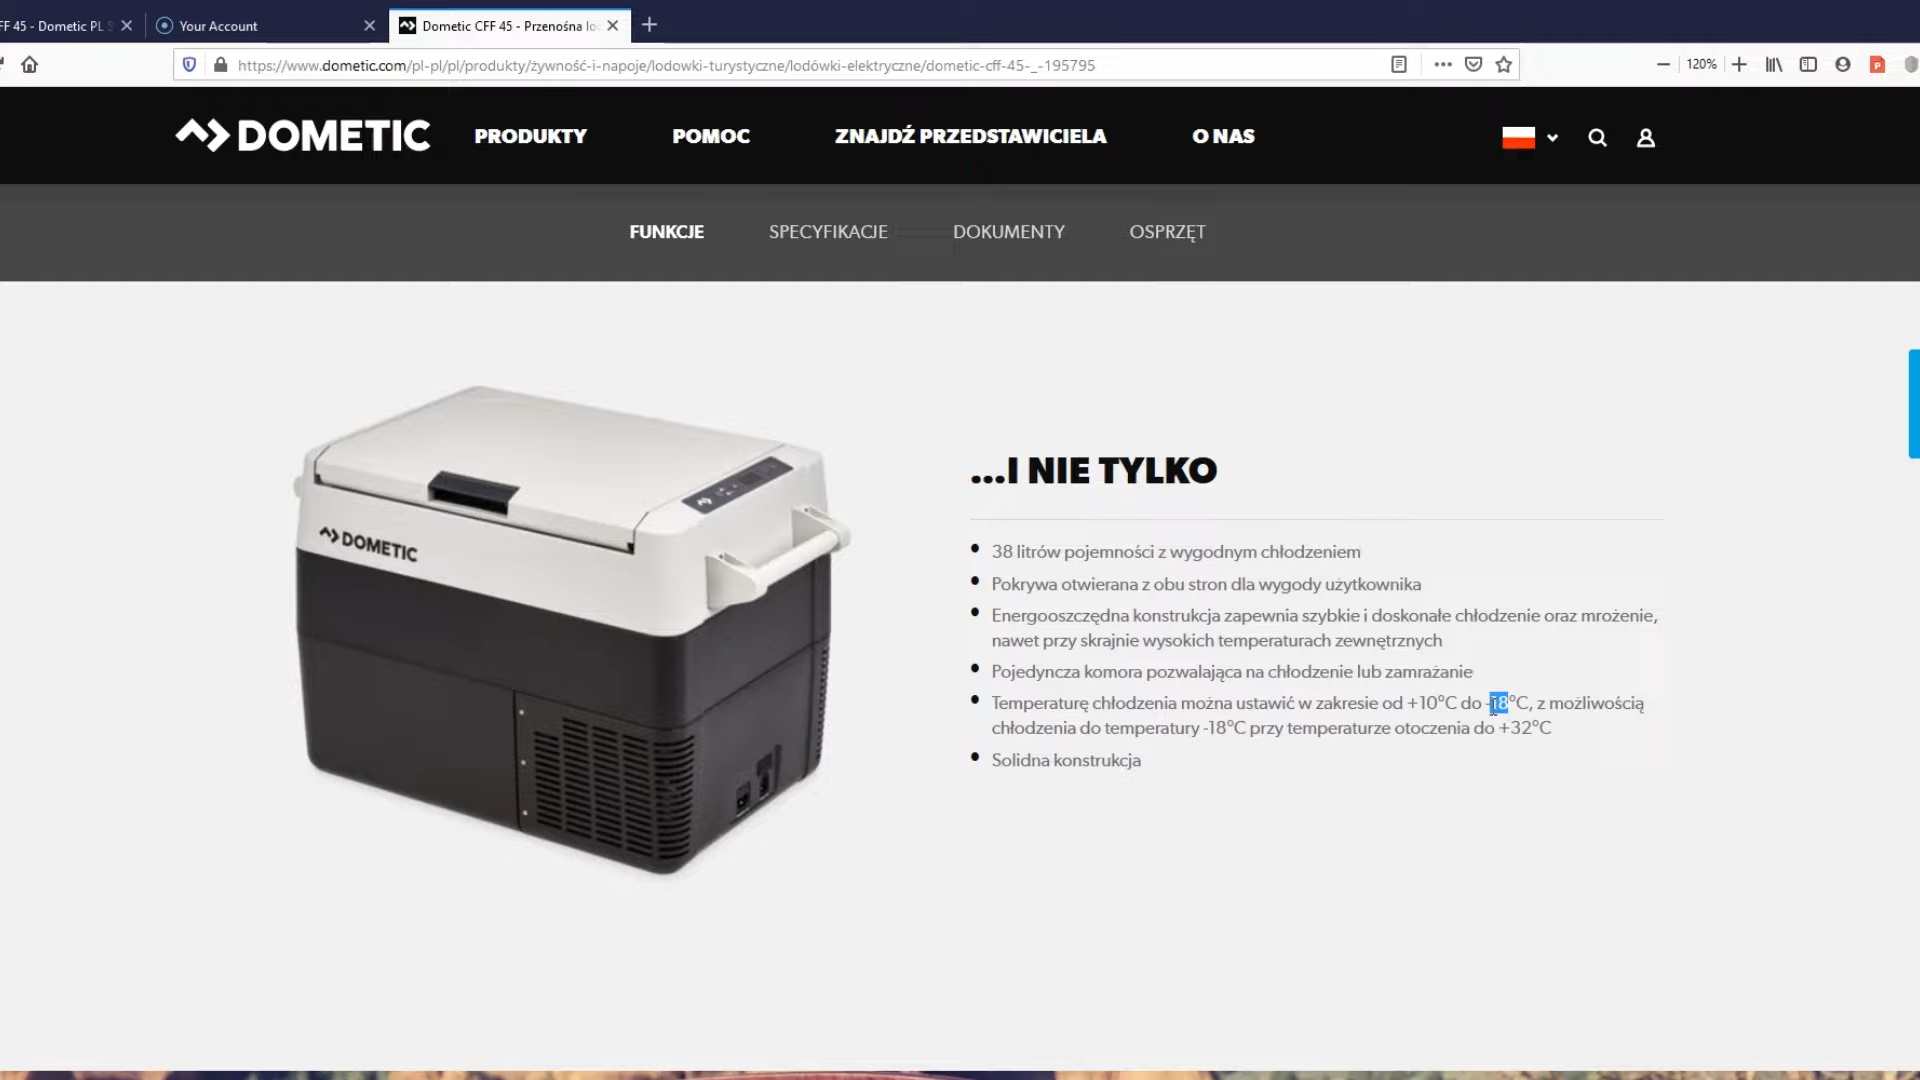 FF 45 - Dometic PL S
Your Account
Dometic CFF 45 - Przenośna lo
https://www.dometic.com/pl-pl/pl/produkty/żywność-i-napoje/lodowki-turystyczne/lodówki-elektryczne/dometic-cff-45-_-195795
120%
DOMETIC
PRODUKTY
POMOC
ZNAJDŹ PRZEDSTAWICIELA
O NAS
FUNKCJE
SPECYFIKACJE
DOKUMENTY
OSPRZĘT
DOMETIC
...I NIE TYLKO
• 38 litrów pojemności z wygodnym chłodzeniem
• Pokrywa otwierana z obu stron dla wygody użytkownika
• Energooszczędna konstrukcja zapewnia szybkie i doskonałe chłodzenie oraz mrożenie,
nawet przy skrajnie wysokich temperaturach zewnętrznych
• Pojedyncza komora pozwalająca na chłodzenie lub zamrażanie
• Temperaturę chłodzenia można ustawić w zakresie od +10°C do -18°C, z możliwością
chłodzenia do temperatury -18°C przy temperaturze otoczenia do +32°C
• Solidna konstrukcja